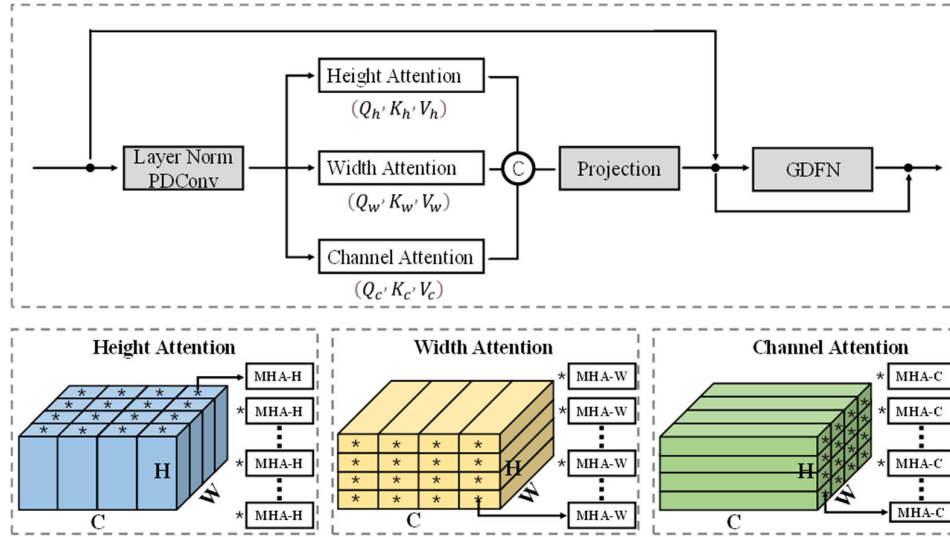 Height Attention
(Q_h, K_h, V_h)
Layer Norm
PDConv
Width Attention
C
Projection
GDFN
(Q_w, K_w, V_w)
Channel Attention
(Q_c, K_c, V_c)
Height Attention
MHA-H
* * * *
* * * *
* * * *
* * * *
* MHA-H
* MHA-H
* MHA-H
H
W
C
Width Attention
* MHA-W
* MHA-W
* MHA-W
MHA-W
* * * *
* * * *
* * * *
* * * *
H
W
C
Channel Attention
* MHA-C
* MHA-C
* MHA-C
MHA-C
* * * *
* * * *
* * * *
* * * *
H
W
C